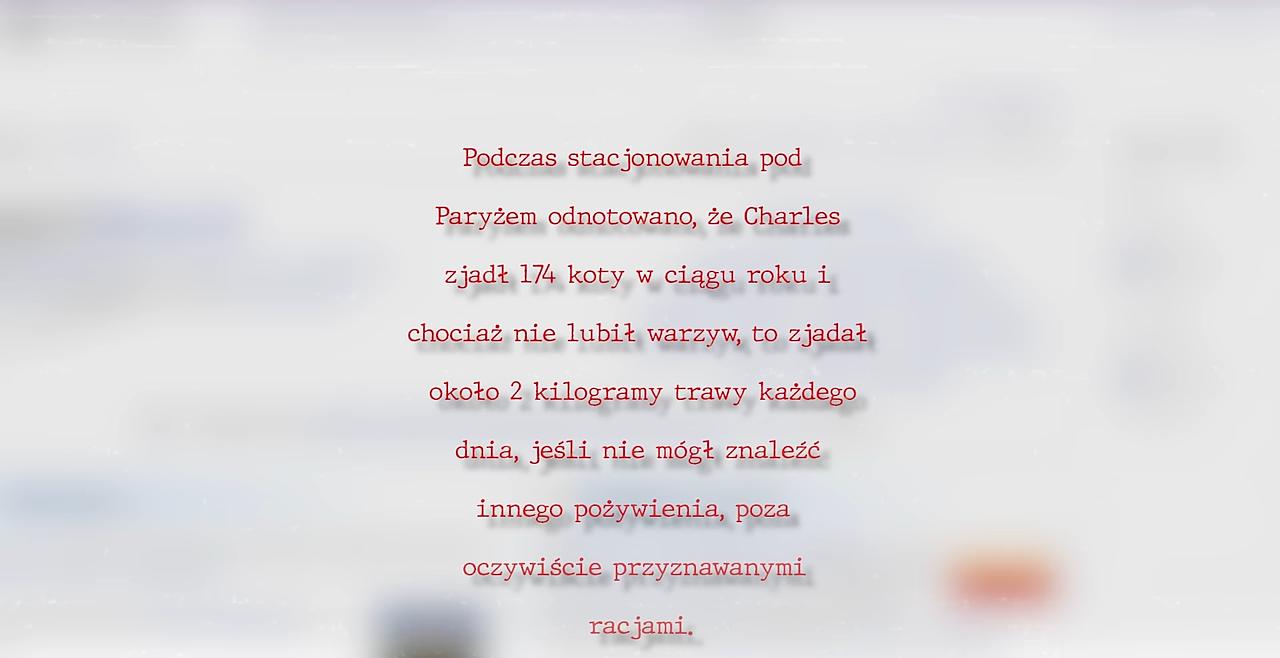 Podczas stacjonowania pod
Paryżem odnotowano, że Charles
zjadł 174 koty w ciągu roku i
chociaż nie lubił warzyw, to zjadał
około 2 kilogramy trawy każdego
dnia, jeśli nie mógł znaleźć
innego pożywienia, poza
oczywiście przyznawanymi
racjami.